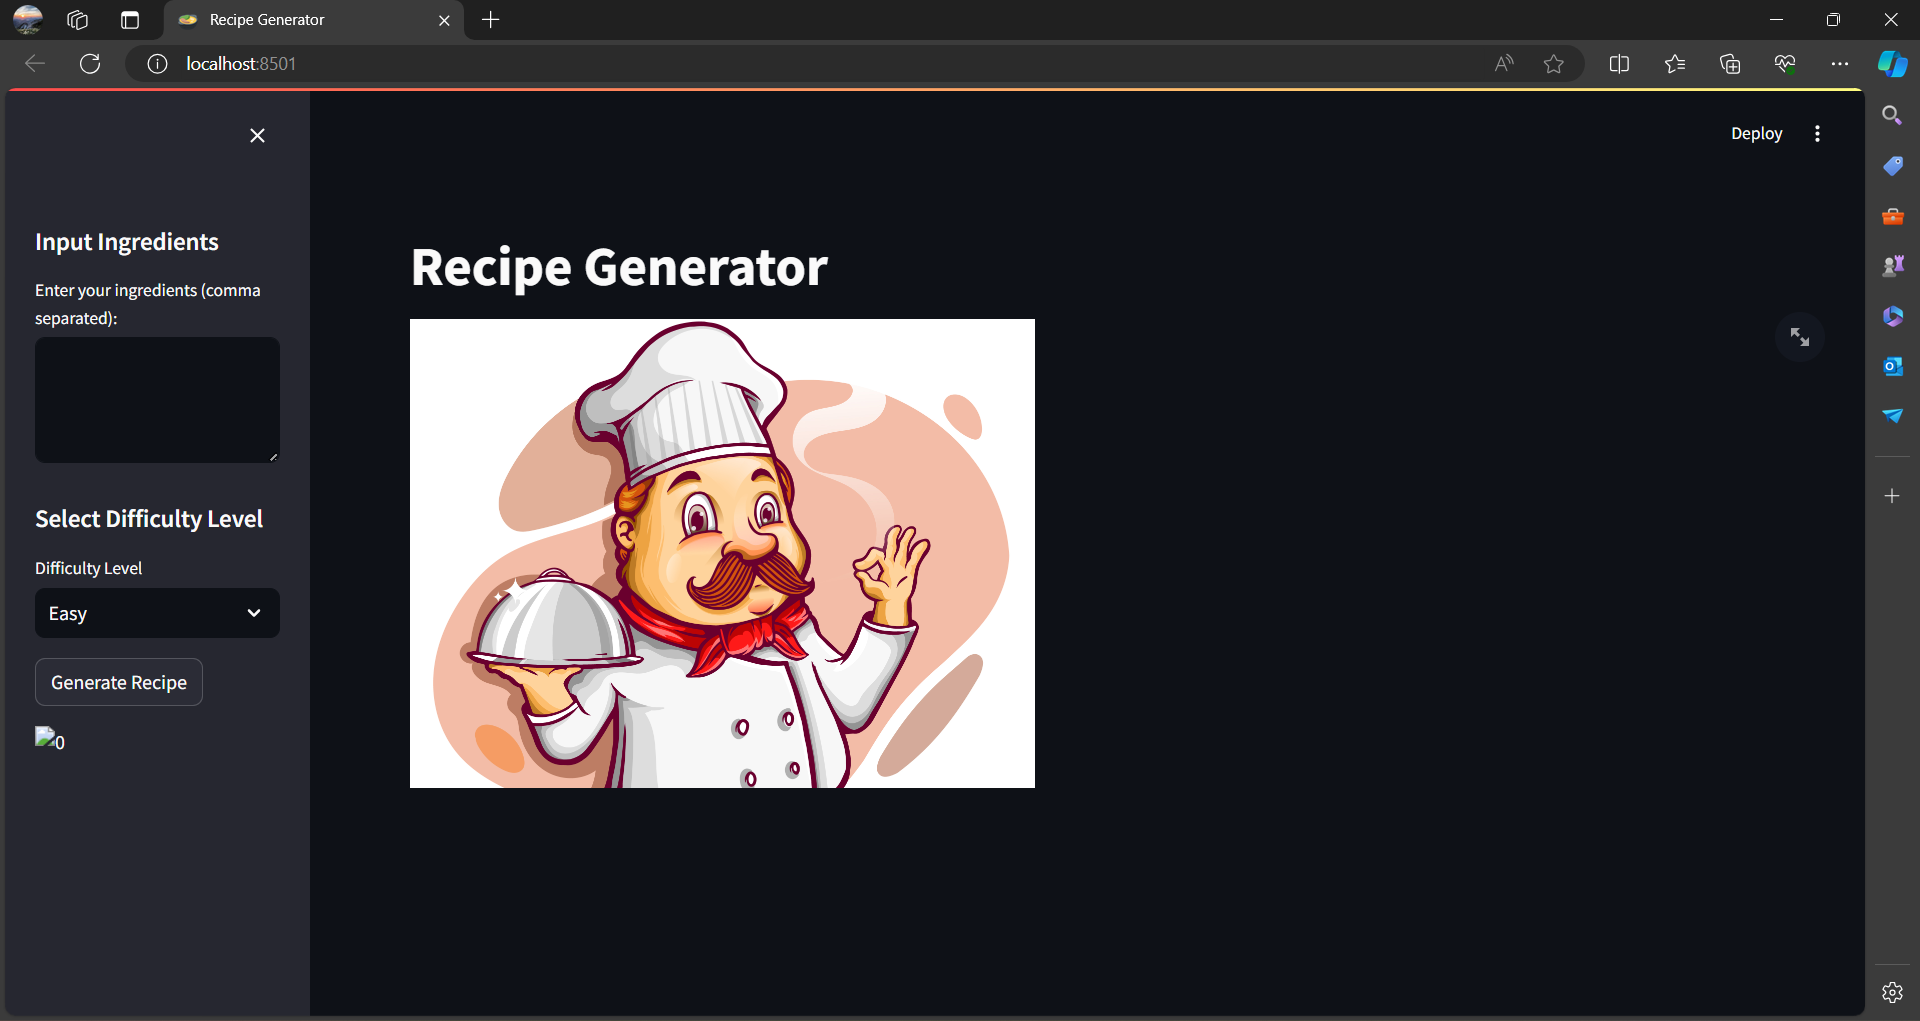 Recipe Generator
localhost:8501
Deploy
Input Ingredients
Enter your ingredients (comma
separated):
Select Difficulty Level
Difficulty Level
Easy
Generate Recipe
0
Recipe Generator